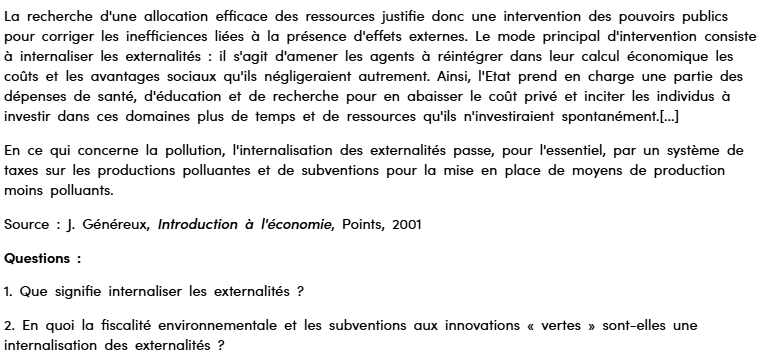 La recherche d'une allocation efficace des ressources justifie donc une intervention des pouvoirs publics
pour corriger les inefficiences liées à la présence d'effets externes. Le mode principal d'intervention consiste
à internaliser les externalités : il s'agit d'amener les agents à réintégrer dans leur calcul économique les
coûts et les avantages sociaux qu'ils négligeraient autrement. Ainsi, l'Etat prend en charge une partie des
dépenses de santé, d'éducation et de recherche pour en abaisser le coût privé et inciter les individus à
investir dans ces domaines plus de temps et de ressources qu'ils n'investiraient spontanément.[...]
En ce qui concerne la pollution, l'internalisation des externalités passe, pour l'essentiel, par un système de
taxes sur les productions polluantes et de subventions pour la mise en place de moyens de production
moins polluants.
Source : J. Généreux, Introduction à l'économie, Points, 2001
Questions :
1. Que signifie internaliser les externalités ?
2. En quoi la fiscalité environnementale et les subventions aux innovations « vertes » sont-elles une
internalisation des externalités ?